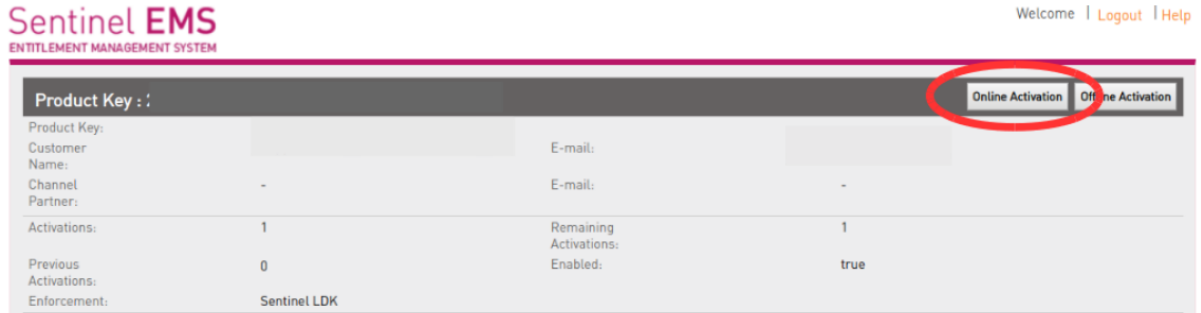 Sentinel EMS
ENTITLEMENT MANAGEMENT SYSTEM
Welcome | Logout | Help
Product Key :
Online Activation
Activation
Product Key:
Customer Name:
E-mail:
Channel Partner:
-
E-mail:
-
Activations:
1
Remaining Activations:
1
Previous Activations:
0
Enabled:
true
Enforcement:
Sentinel LDK